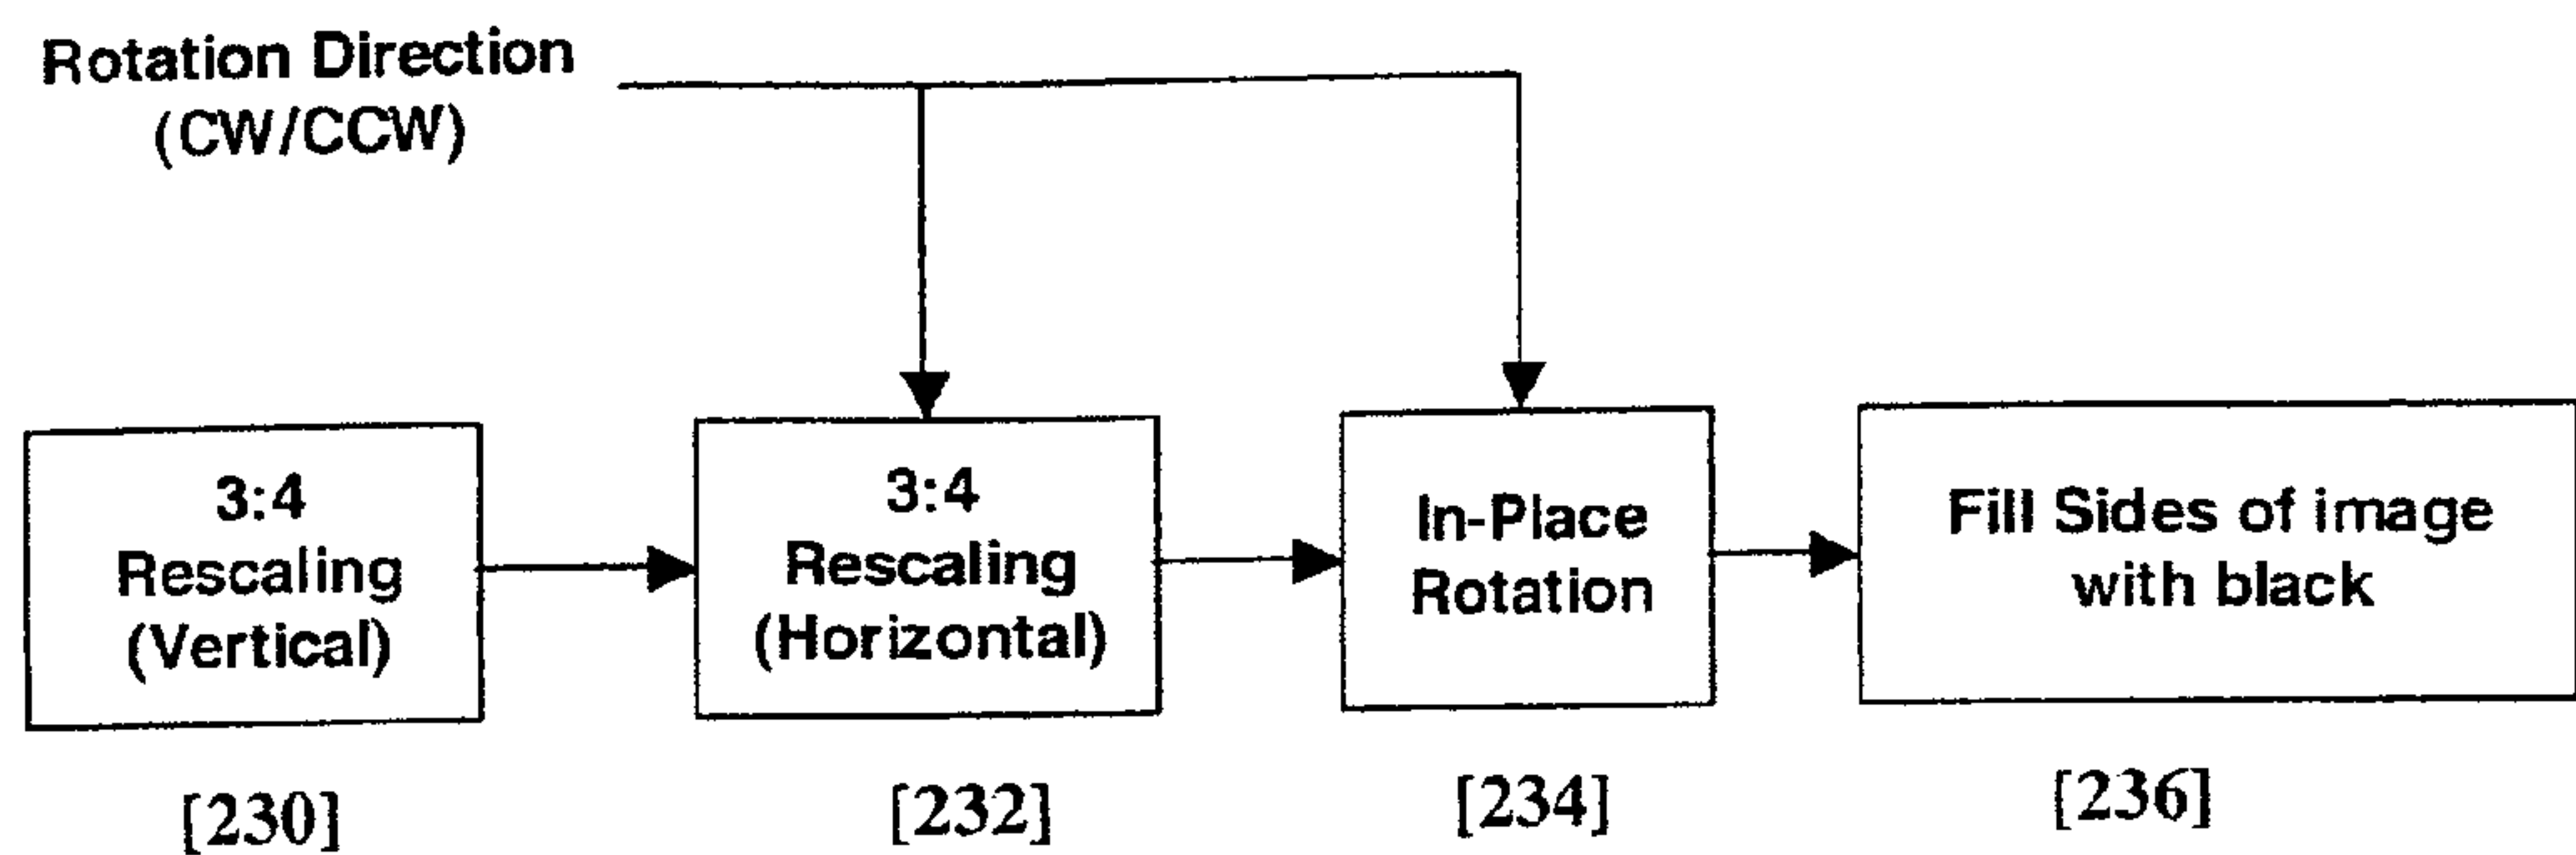 Rotation Direction
(CW/CCW)
3:4
Rescaling
(Vertical)
3:4
Rescaling
(Horizontal)
In-Place
Rotation
Fill Sides of image
with black
[230]
[232]
[234]
[236]